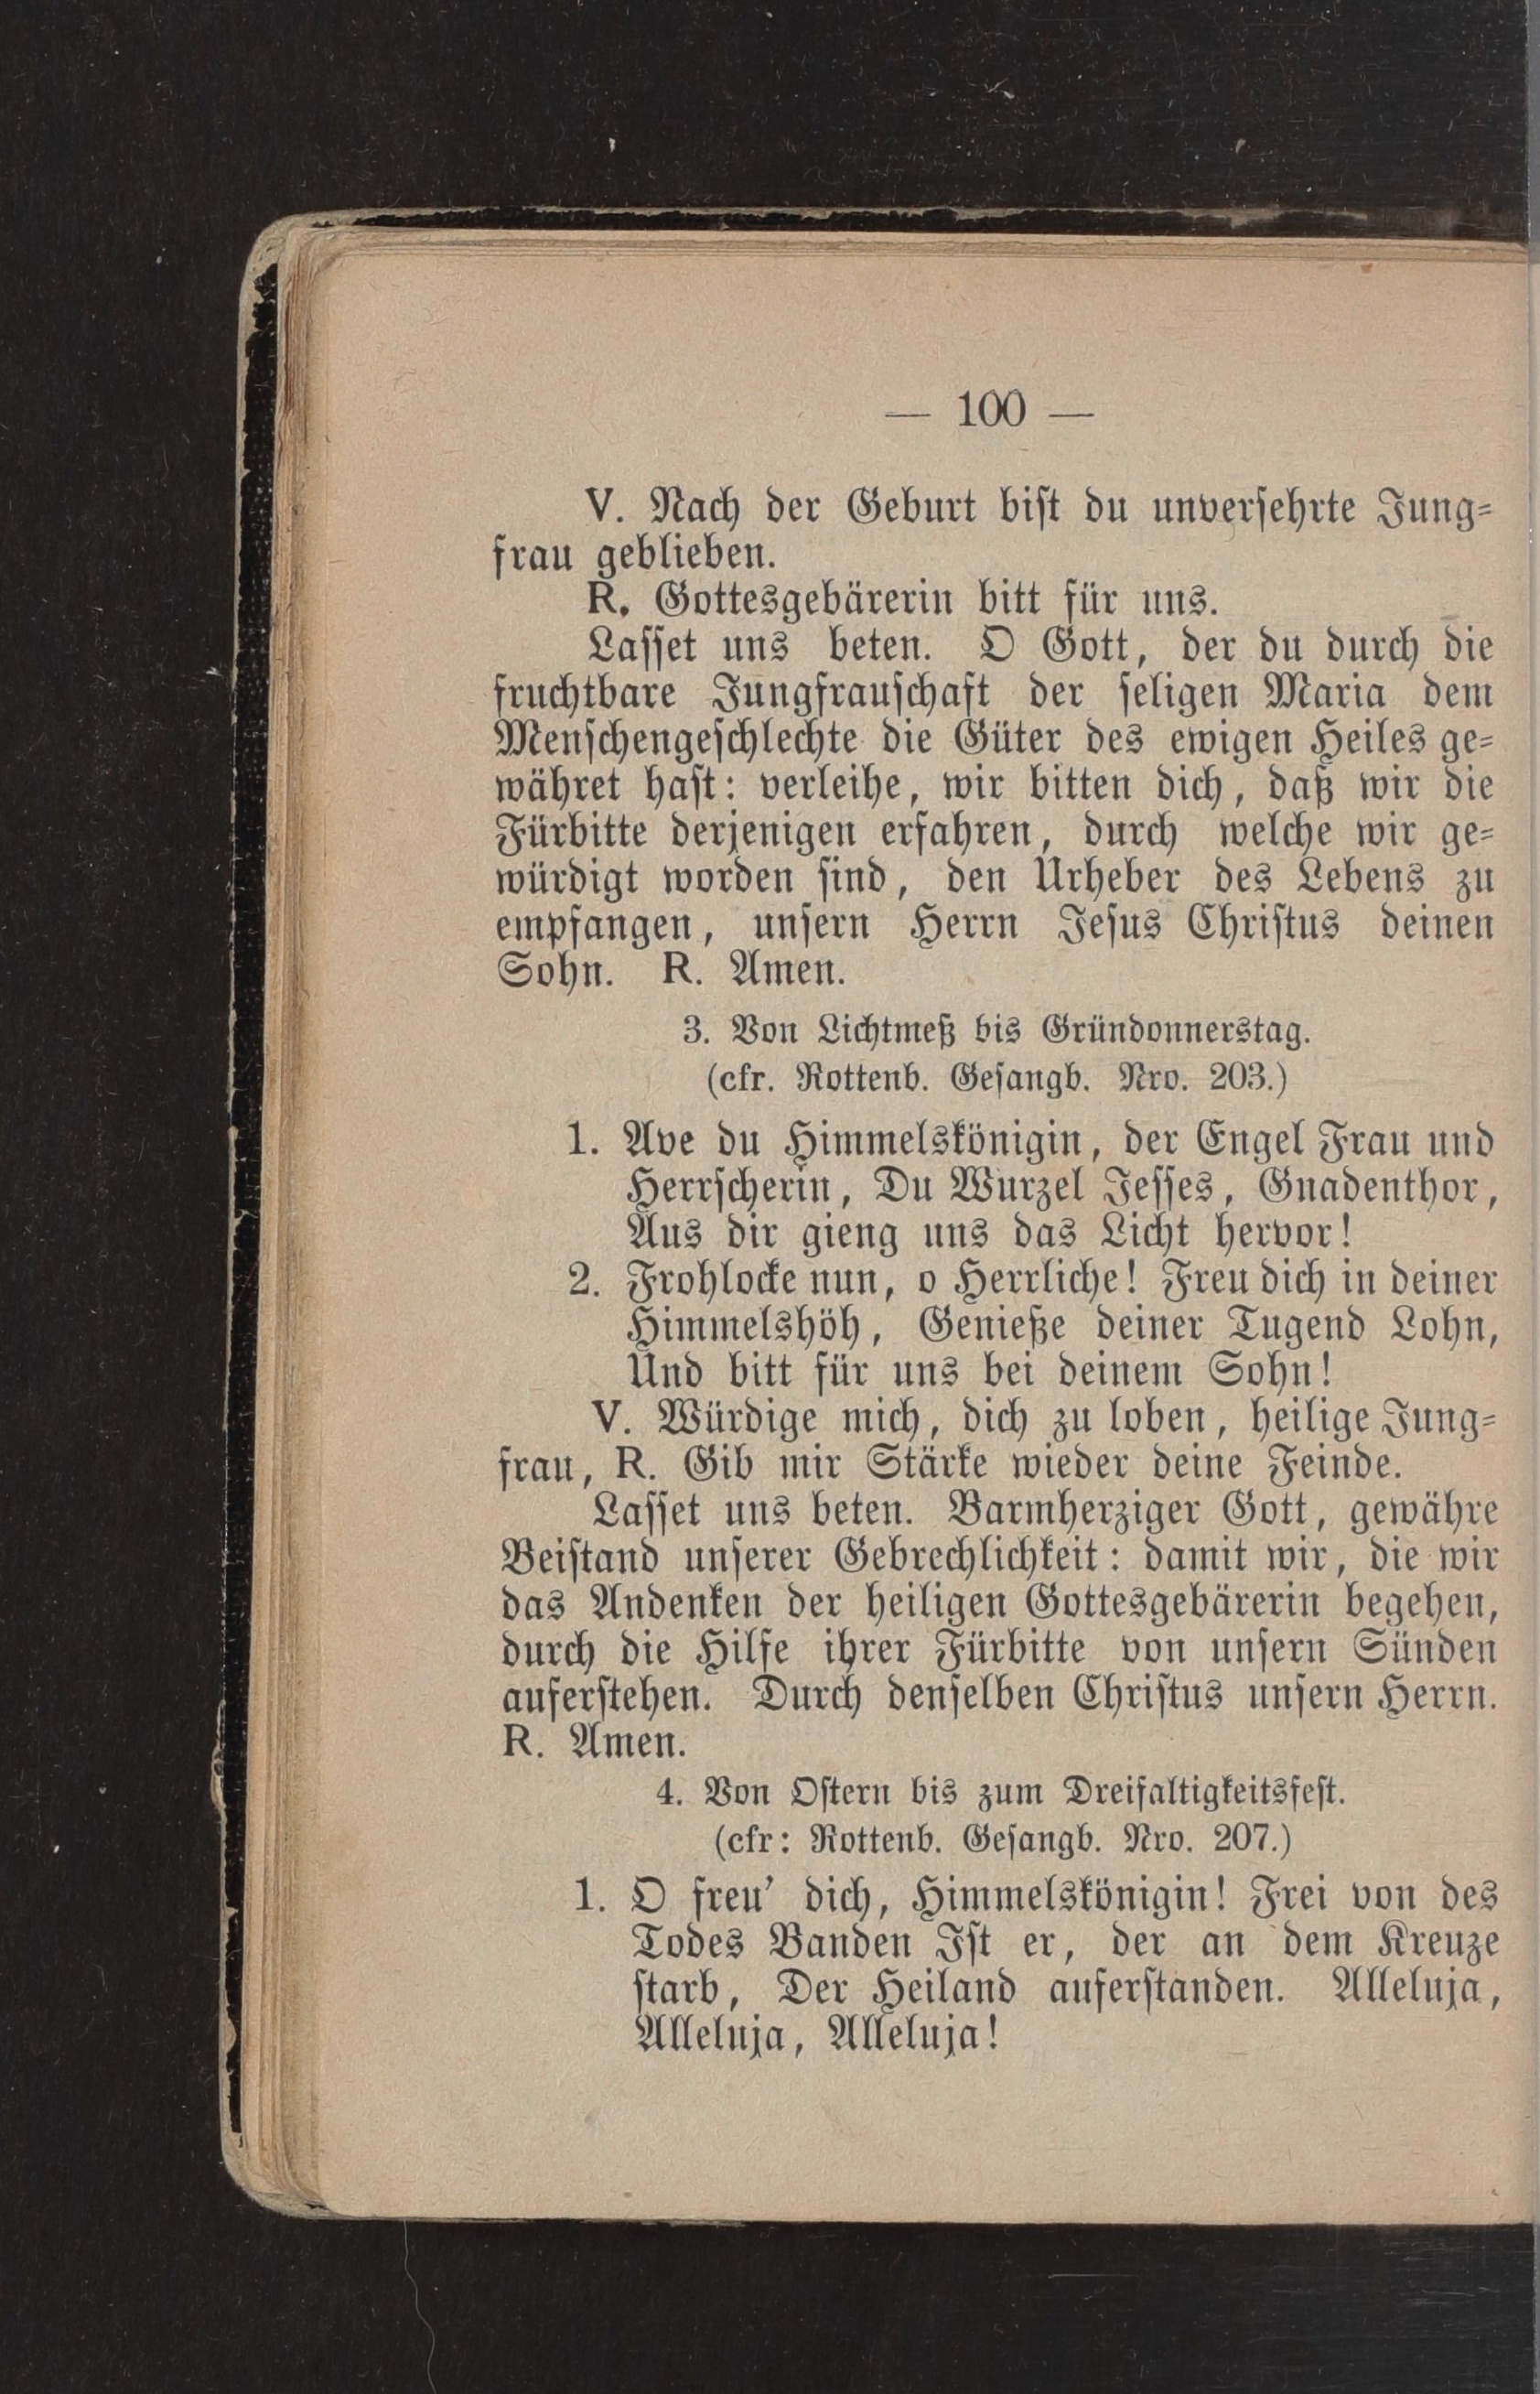 — 100 —
V. Nach der Geburt bist du unversehrte Jung-
frau geblieben.
R. Gottesgebärerin bitt für uns.
Lasset uns beten. O Gott, der du durch die
fruchtbare Jungfrauschaft der seligen Maria dem
Menschengeschlechte die Güter des ewigen Heiles ge-
währet hast: verleihe, wir bitten dich, daß wir die
Fürbitte derjenigen erfahren, durch welche wir ge-
würdigt worden sind, den Urheber des Lebens zu
empfangen, unsern Herrn Jesus Christus deinen
Sohn. R. Amen.
3. Von Lichtmeß bis Gründonnerstag.
(cfr. Rottenb. Gesangb. Nro. 203.)
1. Ave du Himmelskönigin, der Engel Frau und
Herrscherin, Du Wurzel Jesses, Gnadenthor,
Aus dir gieng uns das Licht hervor!
2. Frohlocke nun, o Herrliche! Freu dich in deiner
Himmelshöh, Genieße deiner Tugend Lohn,
Und bitt für uns bei deinem Sohn!
V. Würdige mich, dich zu loben, heilige Jung-
frau, R. Gib mir Stärke wieder deine Feinde.
Lasset uns beten. Barmherziger Gott, gewähre
Beistand unserer Gebrechlichkeit: damit wir, die wir
das Andenken der heiligen Gottesgebärerin begehen,
durch die Hilfe ihrer Fürbitte von unsern Sünden
auferstehen. Durch denselben Christus unsern Herrn.
R. Amen.
4. Von Ostern bis zum Dreifaltigkeitsfest.
(cfr: Rottenb. Gesangb. Nro. 207.)
1. O freu' dich, Himmelskönigin! Frei von des
Todes Banden Ist er, der an dem Kreuze
starb, Der Heiland auferstanden. Alleluja,
Alleluja, Alleluja!